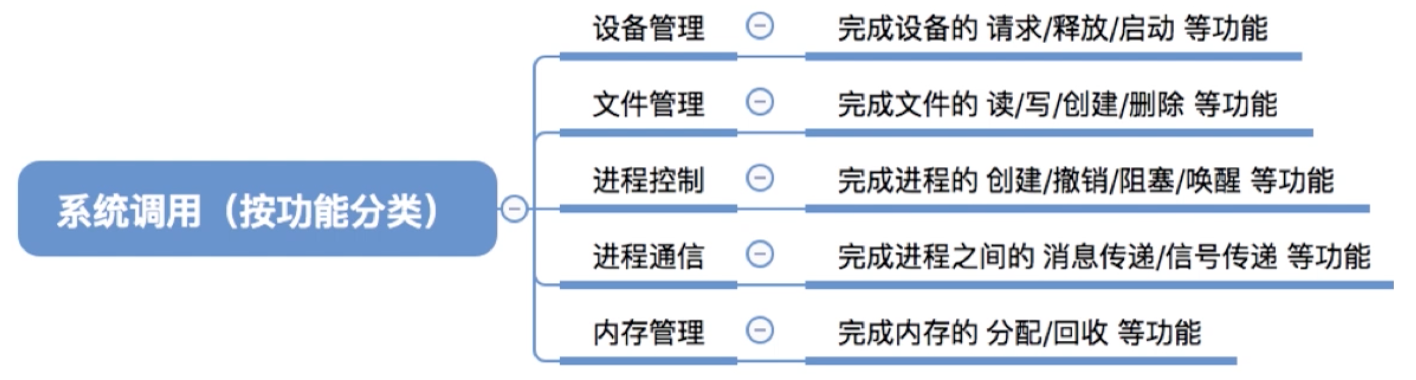 设备管理 完成设备的 请求/释放/启动 等功能
文件管理 完成文件的 读/写/创建/删除 等功能
系统调用（按功能分类）
进程控制 完成进程的 创建/撤销/阻塞/唤醒 等功能
进程通信 完成进程之间的 消息传递/信号传递 等功能
内存管理 完成内存的 分配/回收 等功能